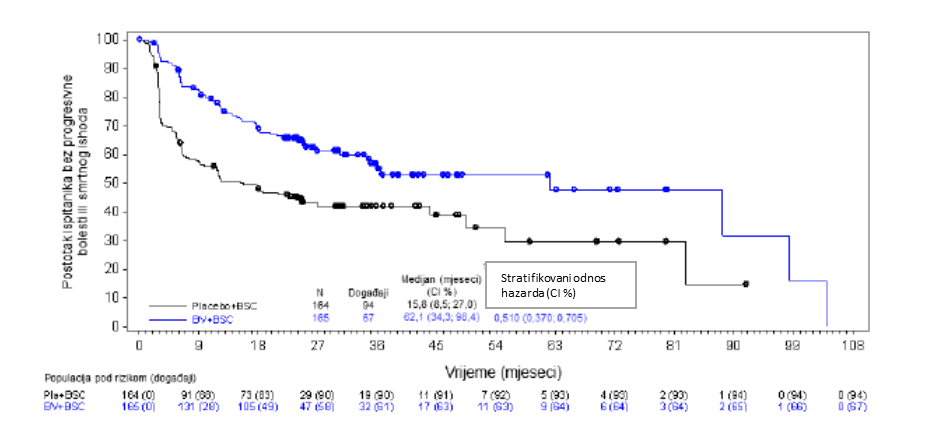 Postotak ispitanika bez progresivne
bolesti ili smrtnog ishoda
100
90
80
70
60
50
40
30
20
10
0
N
Događaji
Medijan (mjeseci)
(CI %)
Stratifikovani odnos
hazarda (CI %)
Placebo+BSC 164 94 15,8 (8,5; 27,0)
BV+BSC 165 67 62,1 (34,3; 98,4) 0,510 (0,370; 0,705)
0 9 18 27 36 45 54 63 72 81 90 99 108
Vrijeme (mjeseci)
Populacija pod rizikom (događaji)
Pla+BSC 164 (0) 91 (68) 73 (83) 29 (90) 19 (90) 11 (91) 7 (92) 5 (93) 4 (93) 2 (93) 1 (94) 0 (94) 0 (94)
BV+BSC 165 (0) 131 (28) 105 (49) 47 (58) 32 (61) 17 (63) 11 (63) 9 (64) 6 (64) 3 (64) 2 (65) 1 (66) 0 (67)